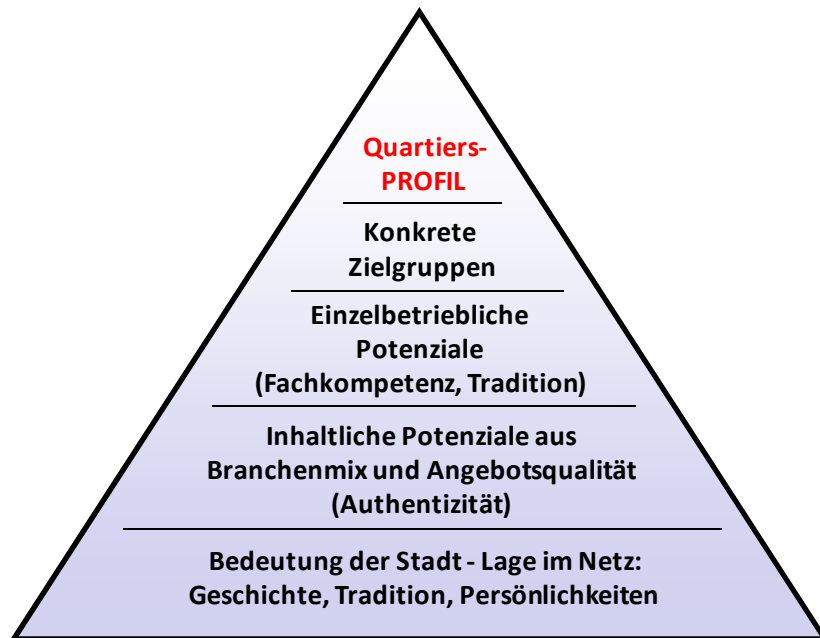 Quartiers-
PROFIL
Konkrete
Zielgruppen
Einzelbetriebliche
Potenziale
(Fachkompetenz, Tradition)
Inhaltliche Potenziale aus
Branchenmix und Angebotsqualität
(Authentizität)
Bedeutung der Stadt - Lage im Netz:
Geschichte, Tradition, Persönlichkeiten